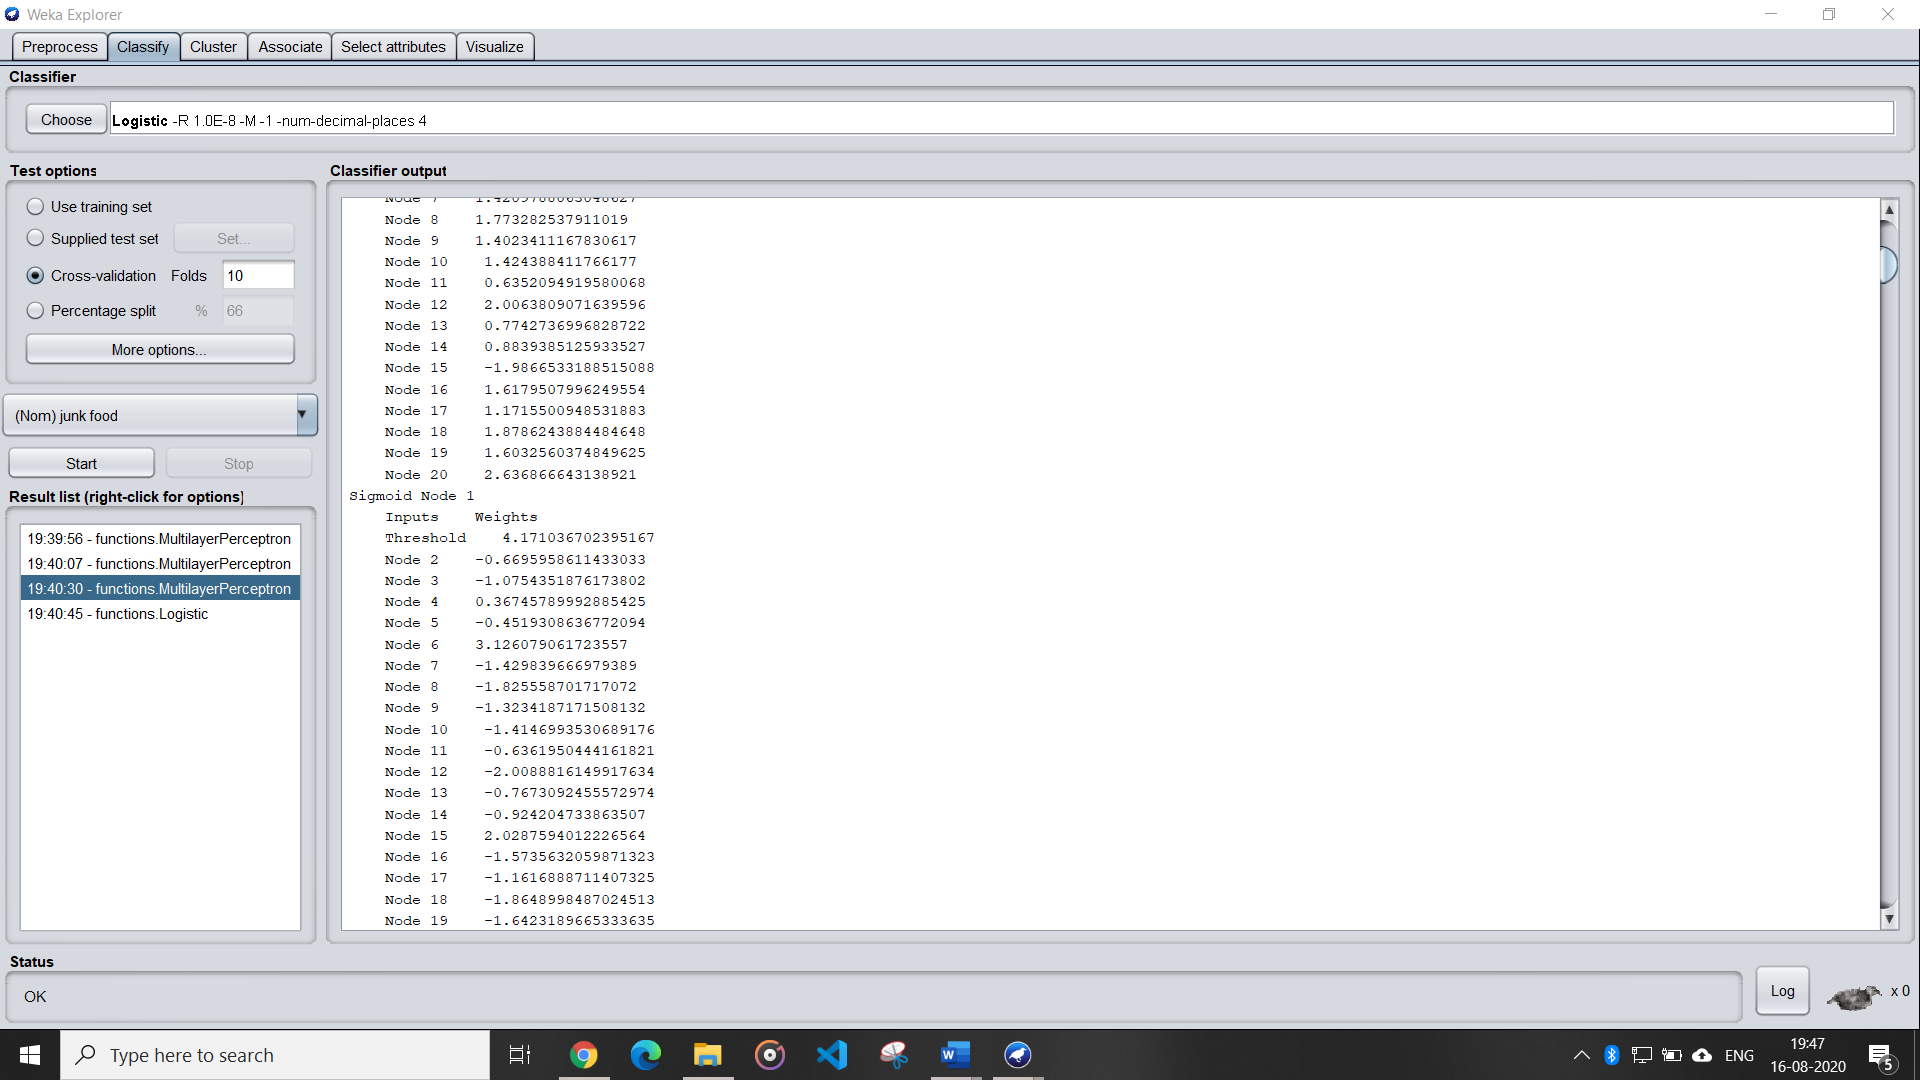 Weka Explorer
Preprocess Classify Cluster Associate Select attributes Visualize
Classifier
Choose Logistic -R 1.0E-8 -M -1 -num-decimal-places 4
Test options
Use training set
Supplied test set Set...
Cross-validation Folds 10
Percentage split % 66
More options...
(Nom) junk food
Start Stop
Result list (right-click for options)
19:39:56 - functions.MultilayerPerceptron
19:40:07 - functions.MultilayerPerceptron
19:40:30 - functions.MultilayerPerceptron
19:40:45 - functions.Logistic
Classifier output
Node 8 1.773282537911019
Node 9 1.4023411167830617
Node 10 1.424388411766177
Node 11 0.6352094919580068
Node 12 2.0063809071639596
Node 13 0.7742736996828722
Node 14 0.8839385125933527
Node 15 -1.9866533188515088
Node 16 1.6179507996249554
Node 17 1.1715500948531883
Node 18 1.8786243884484648
Node 19 1.6032560374849625
Node 20 2.636866643138921
Sigmoid Node 1
Inputs Weights
Threshold 4.171036702395167
Node 2 -0.6695958611433033
Node 3 -1.0754351876173802
Node 4 0.36745789992885425
Node 5 -0.4519308636772094
Node 6 3.126079061723557
Node 7 -1.429839666979389
Node 8 -1.825558701717072
Node 9 -1.3234187171508132
Node 10 -1.4146993530689176
Node 11 -0.6361950444161821
Node 12 -2.0088816149917634
Node 13 -0.7673092455572974
Node 14 -0.924204733863507
Node 15 2.0287594012226564
Node 16 -1.5735632059871323
Node 17 -1.1616888711407325
Node 18 -1.8648998487024513
Node 19 -1.6423189665333635
Status
OK
Log x 0
Type here to search
ENG
19:47
16-08-2020
5